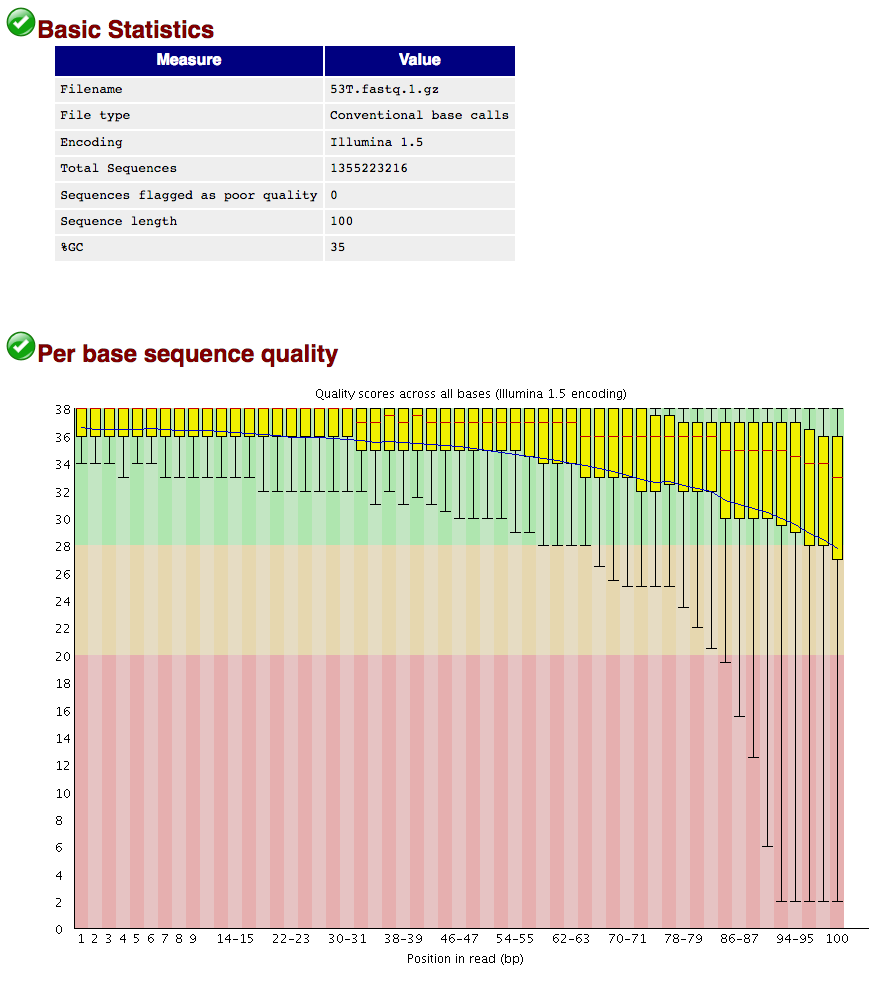 Basic Statistics
Measure Value
Filename 53T.fastq.1.gz
File type Conventional base calls
Encoding Illumina 1.5
Total Sequences 1355223216
Sequences flagged as poor quality 0
Sequence length 100
%GC 35
Per base sequence quality
Quality scores across all bases (Illumina 1.5 encoding)
38
36
34
32
30
28
26
24
22
20
18
16
14
12
10
8
6
4
2
0
1 2 3 4 5 6 7 8 9 14-15 22-23 30-31 38-39 46-47 54-55 62-63 70-71 78-79 86-87 94-95 100
Position in read (bp)